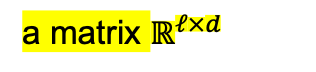 a matrix ℝ^{ℓ×d}